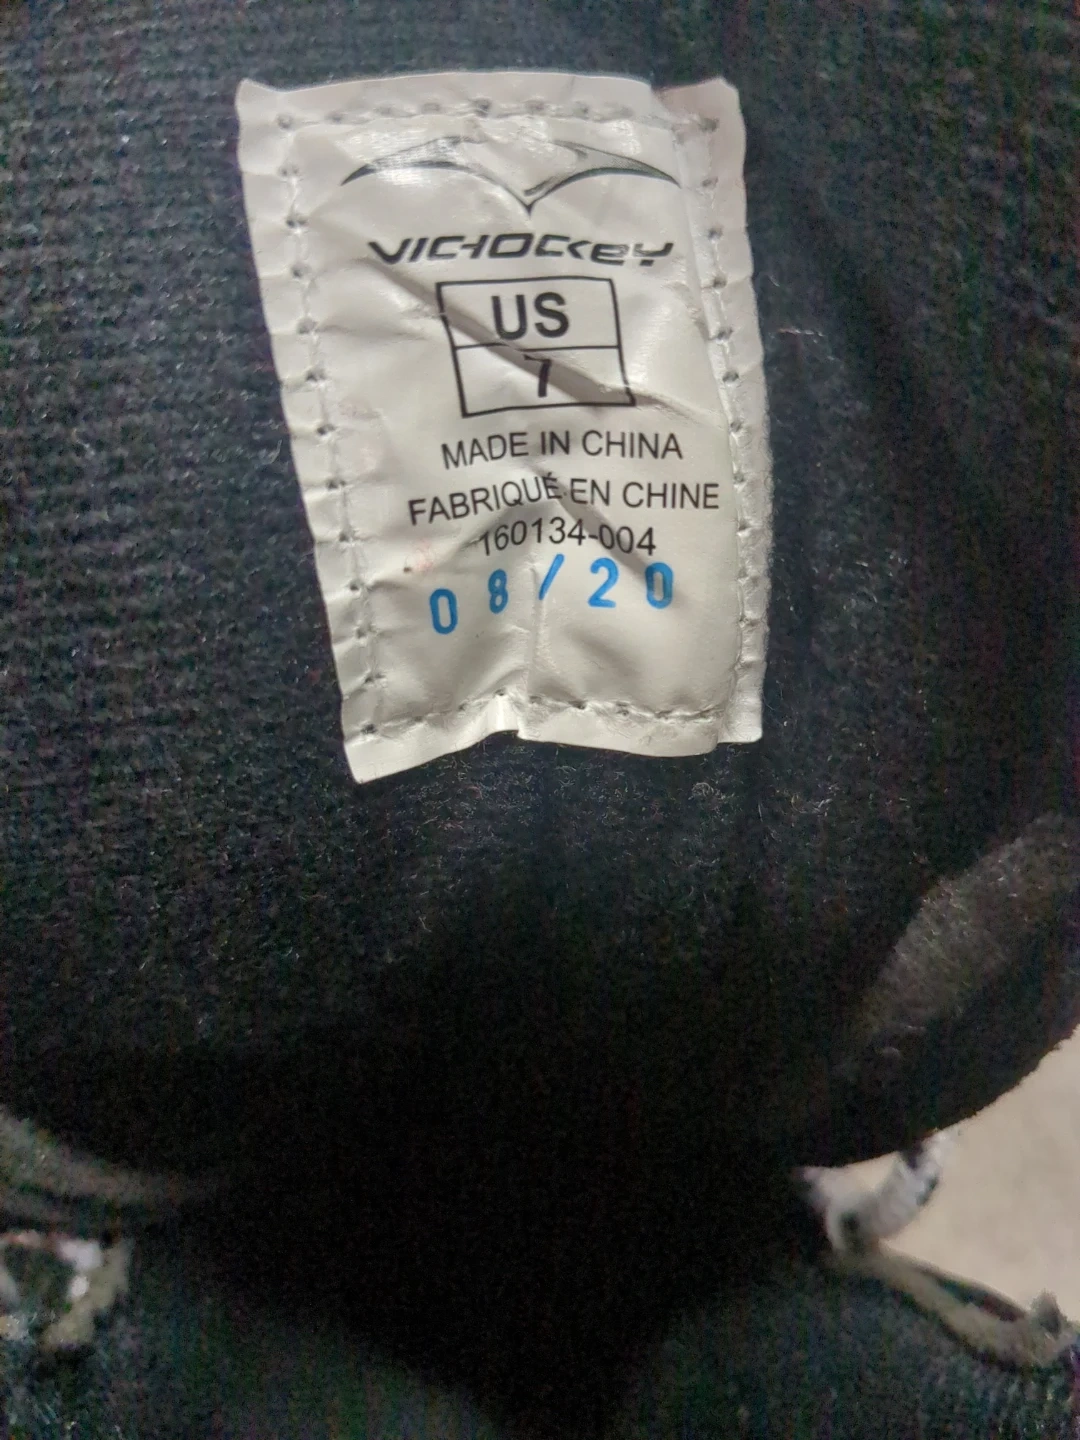 VICHOCKEY
US
7
MADE IN CHINA
FABRIQUÉ EN CHINE
160134-004
08/20